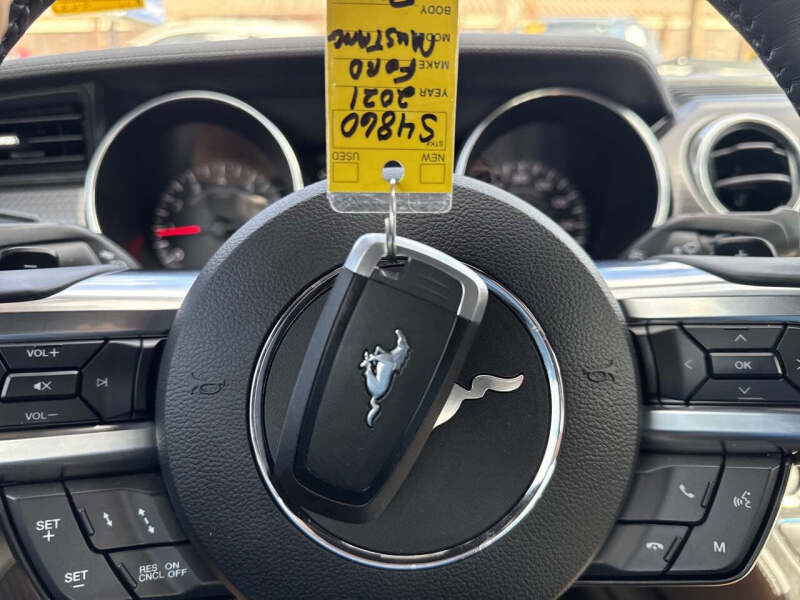 STK# S4860
YEAR 2021
MAKE FORD
MODEL MUSTANG
BODY
NEW USED
VOL+
VOL−
OK
SET
+
SET
−
RES ON
CNCL OFF
M